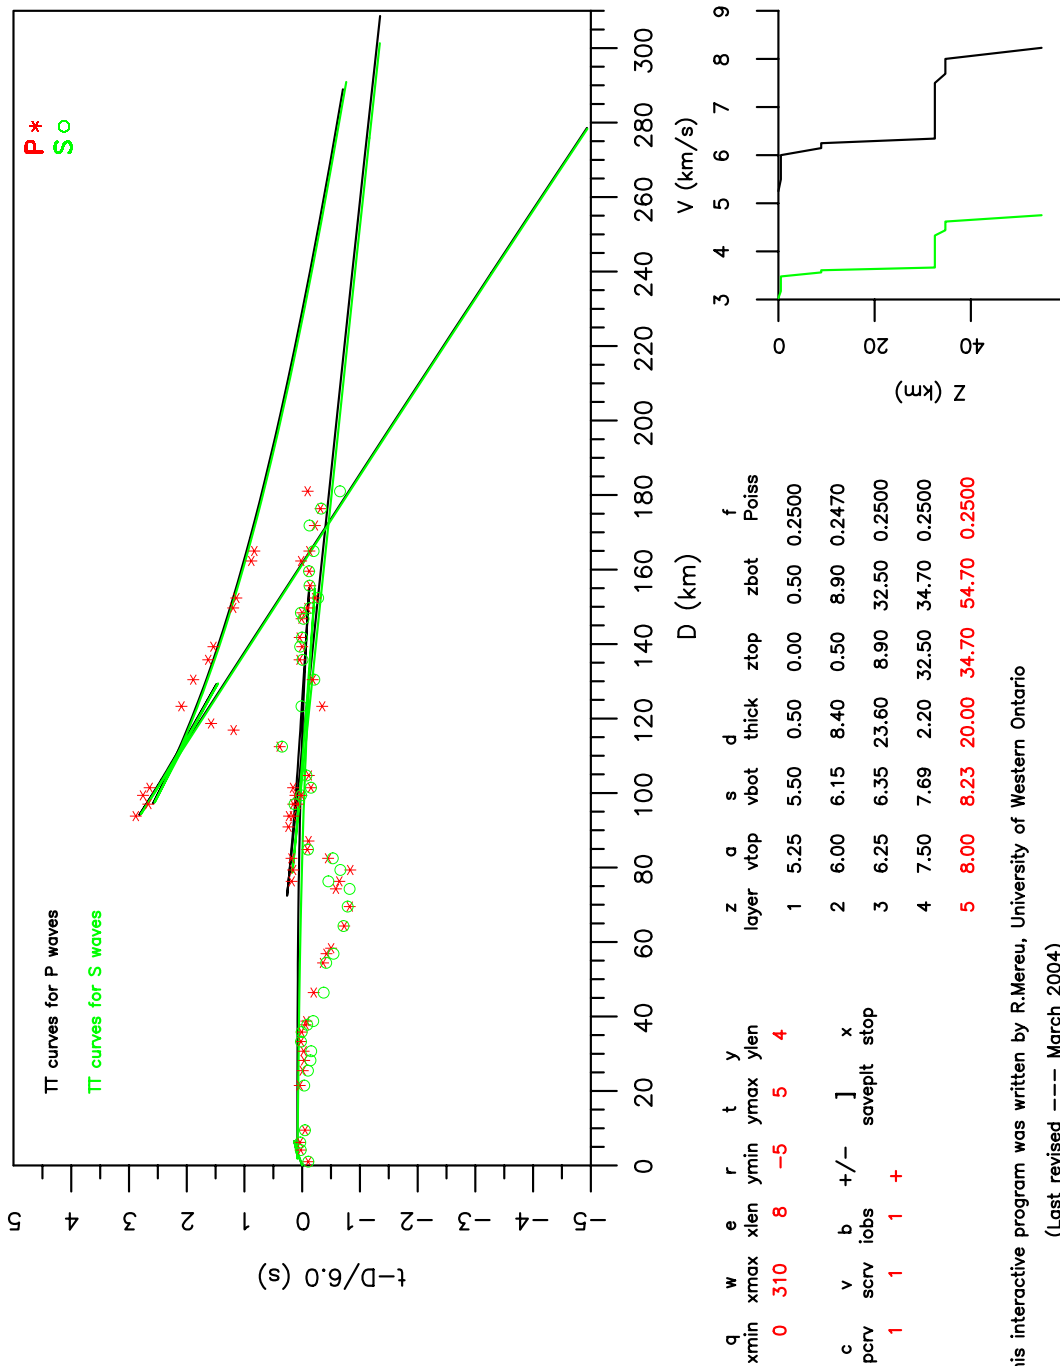 P *
S o
TT curves for P waves
TT curves for S waves
5 4 3 2 1 0 −1 −2 −3 −4 −5
t−D/6.0 (s)
0 20 40 60 80 100 120 140 160 180 200 220 240 260 280 300
D (km)
3 4 5 6 7 8 9
V (km/s)
0 20 40
Z (km)
q w e r t y
xmin xmax xlen ymin ymax ylen
0 310 8 −5 5 4
c v b +/− ] x
pcrv scrv iobs saveplt stop
1 1 1 +
z a s d f
layer vtop vbot thick ztop zbot Poiss
1 5.25 5.50 0.50 0.00 0.50 0.2500
2 6.00 6.15 8.40 0.50 8.90 0.2470
3 6.25 6.35 23.60 8.90 32.50 0.2500
4 7.50 7.69 2.20 32.50 34.70 0.2500
5 8.00 8.23 20.00 34.70 54.70 0.2500
his interactive program was written by R.Mereu, University of Western Ontario
(Last revised −−− March 2004)